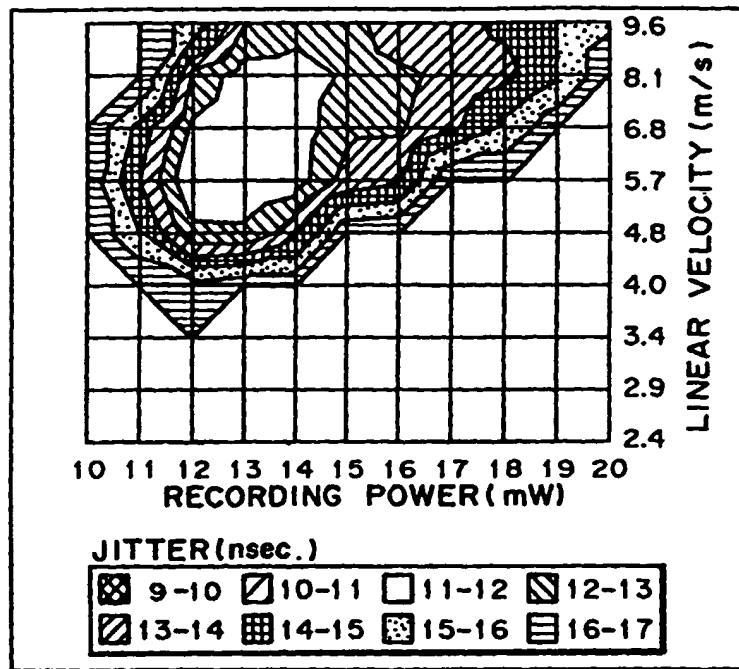 9.6
8.1
6.8
5.7
4.8
4.0
3.4
2.9
2.4
LINEAR VELOCITY (m/s)
10 11 12 13 14 15 16 17 18 19 20
RECORDING POWER (mW)
JITTER (nsec.)
9-10 10-11 11-12 12-13
13-14 14-15 15-16 16-17